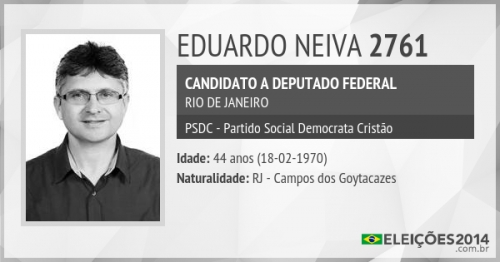 EDUARDO NEIVA 2761
CANDIDATO A DEPUTADO FEDERAL
RIO DE JANEIRO
PSDC - Partido Social Democrata Cristão
Idade: 44 anos (18-02-1970)
Naturalidade: RJ - Campos dos Goytacazes
ELEIÇÕES2014
.com.br